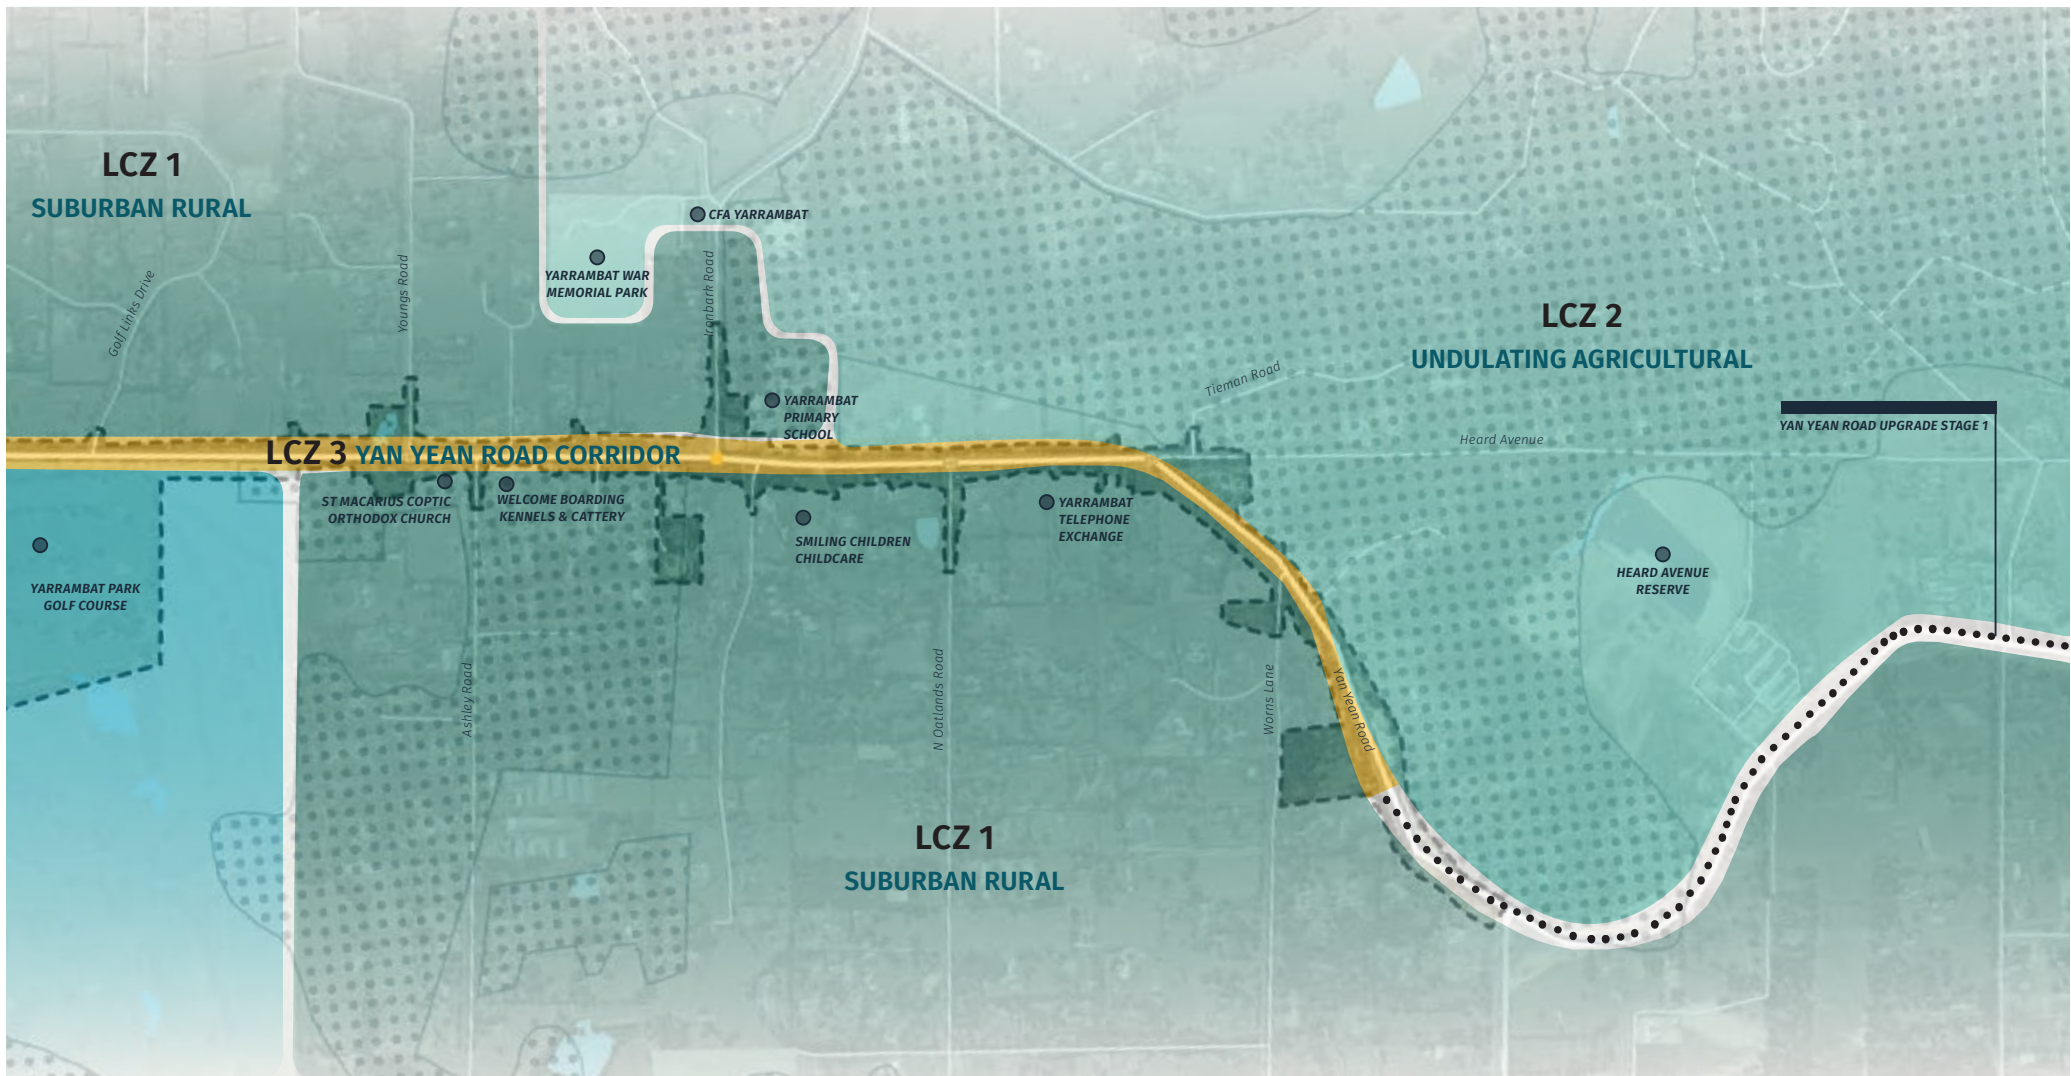 LCZ 1
SUBURBAN RURAL
CFA YARRAMBAT
YARRAMBAT WAR
MEMORIAL PARK
Golf Links Drive
Youngs Road
Ironbark Road
LCZ 2
UNDULATING AGRICULTURAL
Tieman Road
YARRAMBAT
PRIMARY
SCHOOL
Heard Avenue
YAN YEAN ROAD UPGRADE STAGE 1
LCZ 3 YAN YEAN ROAD CORRIDOR
ST MACARIUS COPTIC
ORTHODOX CHURCH
WELCOME BOARDING
KENNELS & CATTERY
SMILING CHILDREN
CHILDCARE
YARRAMBAT
TELEPHONE
EXCHANGE
YARRAMBAT PARK
GOLF COURSE
HEARD AVENUE
RESERVE
Ashley Road
N Oatlands Road
Worns Lane
Yan Yean Road
LCZ 1
SUBURBAN RURAL